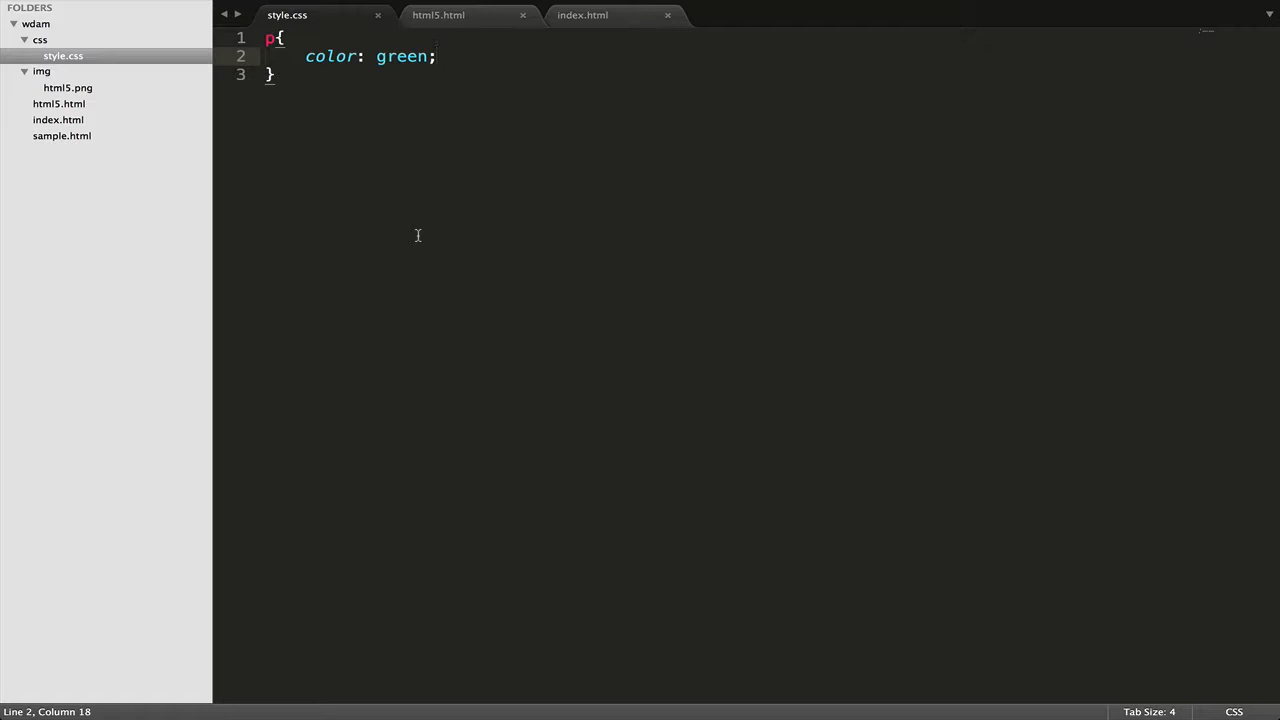 FOLDERS
wdam
css
style.css
img
html5.png
html5.html
index.html
sample.html
style.css × html5.html × index.html ×
1 p{
2 color: green;
3 }
Line 2, Column 18 Tab Size: 4 CSS